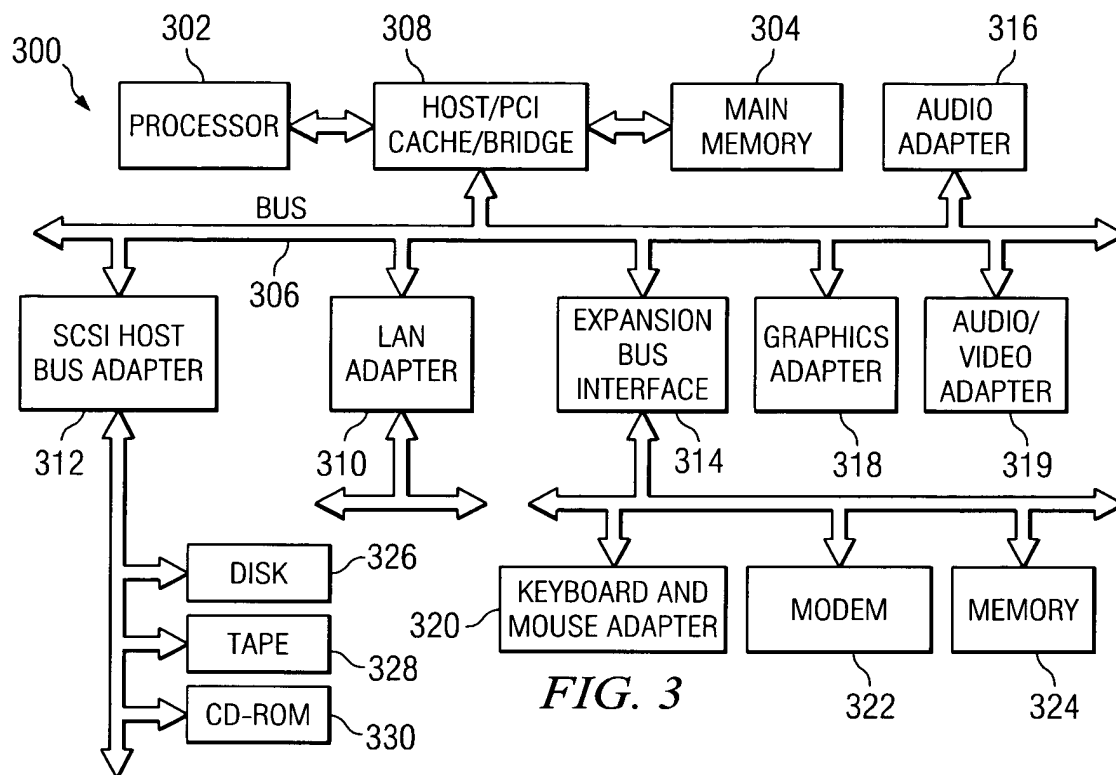 302
308
304
316
300
PROCESSOR
HOST/PCI
CACHE/BRIDGE
MAIN
MEMORY
AUDIO
ADAPTER
BUS
306
SCSI HOST
BUS ADAPTER
LAN
ADAPTER
EXPANSION
BUS
INTERFACE
GRAPHICS
ADAPTER
AUDIO/
VIDEO
ADAPTER
312
310
314
318
319
DISK
326
TAPE
328
CD-ROM
330
320
KEYBOARD AND
MOUSE ADAPTER
MODEM
MEMORY
322
324
FIG. 3